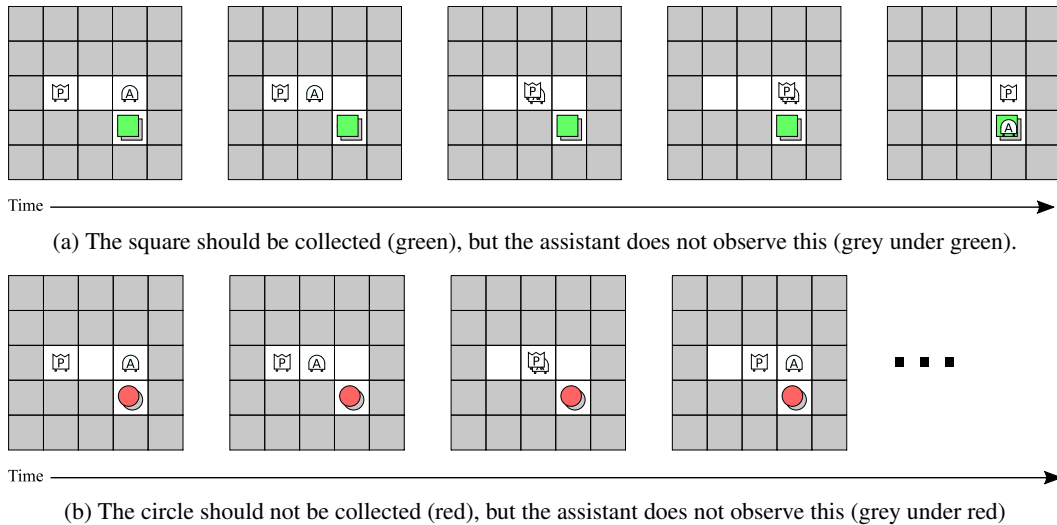 P A P A P P P A
Time
(a) The square should be collected (green), but the assistant does not observe this (grey under green).
P A P A P P A
Time
(b) The circle should not be collected (red), but the assistant does not observe this (grey under red)